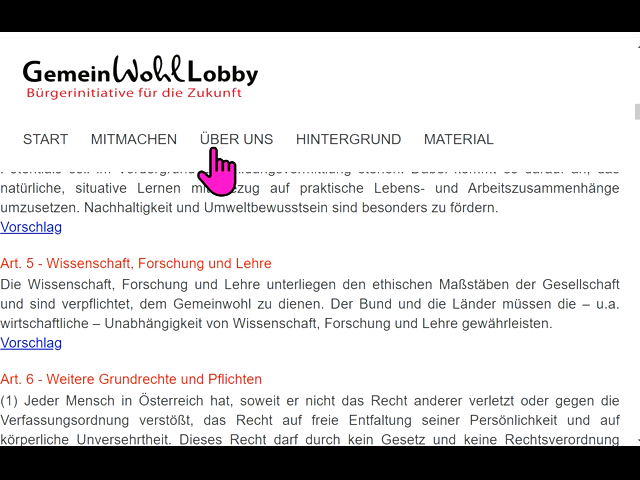 GemeinWohlLobby
Bürgerinitiative für die Zukunft
START MITMACHEN ÜBER UNS HINTERGRUND MATERIAL
natürliche, situative Lernen mit Bezug auf praktische Lebens- und Arbeitszusammenhänge
umzusetzen. Nachhaltigkeit und Umweltbewusstsein sind besonders zu fördern.
Vorschlag
Art. 5 - Wissenschaft, Forschung und Lehre
Die Wissenschaft, Forschung und Lehre unterliegen den ethischen Maßstäben der Gesellschaft
und sind verpflichtet, dem Gemeinwohl zu dienen. Der Bund und die Länder müssen die – u.a.
wirtschaftliche – Unabhängigkeit von Wissenschaft, Forschung und Lehre gewährleisten.
Vorschlag
Art. 6 - Weitere Grundrechte und Pflichten
(1) Jeder Mensch in Österreich hat, soweit er nicht das Recht anderer verletzt oder gegen die
Verfassungsordnung verstößt, das Recht auf freie Entfaltung seiner Persönlichkeit und auf
körperliche Unversehrtheit. Dieses Recht darf durch kein Gesetz und keine Rechtsverordnung